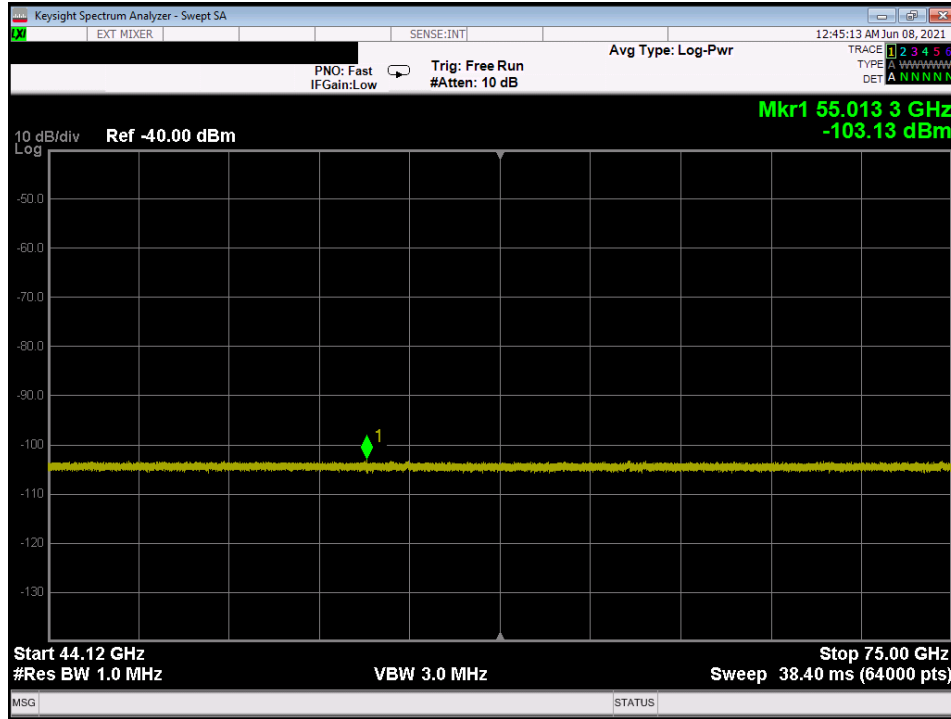 Keysight Spectrum Analyzer - Swept SA
LXI EXT MIXER SENSE:INT 12:45:13 AM Jun 08, 2021
Avg Type: Log-Pwr TRACE 1 2 3 4 5 6
PNO: Fast Trig: Free Run TYPE A WWWWW
IFGain:Low #Atten: 10 dB DET A N N N N N
Mkr1 55.013 3 GHz
10 dB/div Ref -40.00 dBm -103.13 dBm
Log
-50.0
-60.0
-70.0
-80.0
-90.0
1
-100
-110
-120
-130
Start 44.12 GHz Stop 75.00 GHz
#Res BW 1.0 MHz VBW 3.0 MHz Sweep 38.40 ms (64000 pts)
MSG STATUS